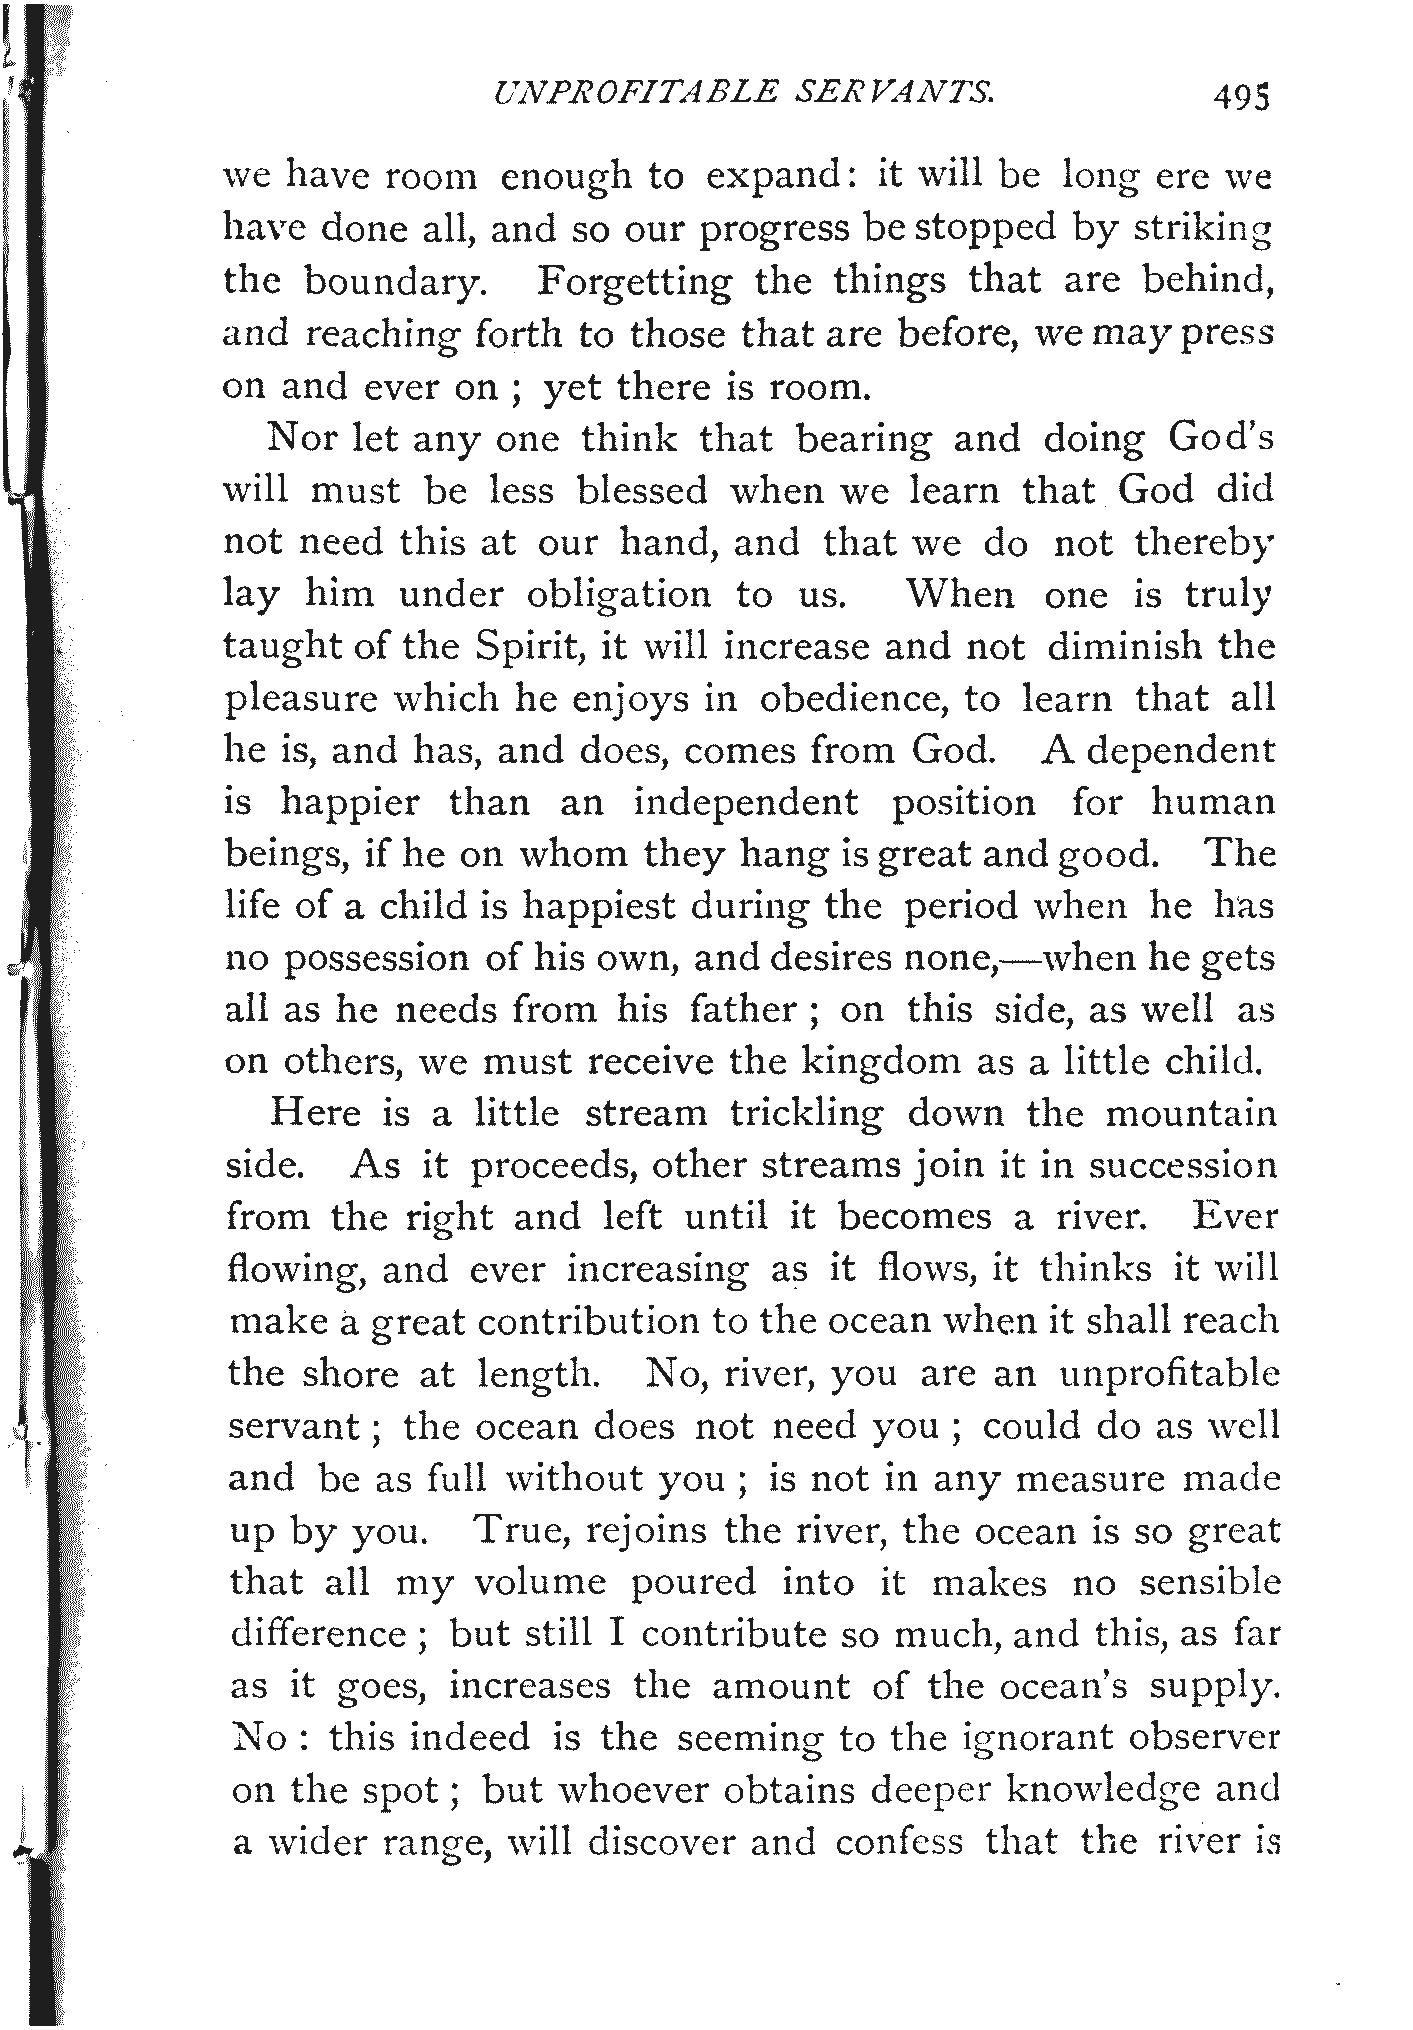 UNPROFITABLE SERVANTS. 495
we have room enough to expand: it will be long ere we
have done all, and so our progress be stopped by striking
the boundary. Forgetting the things that are behind,
and reaching forth to those that are before, we may press
on and ever on ; yet there is room.
Nor let any one think that bearing and doing God's
will must be less blessed when we learn that God did
not need this at our hand, and that we do not thereby
lay him under obligation to us. When one is truly
taught of the Spirit, it will increase and not diminish the
pleasure which he enjoys in obedience, to learn that all
he is, and has, and does, comes from God. A dependent
is happier than an independent position for human
beings, if he on whom they hang is great and good. The
life of a child is happiest during the period when he has
no possession of his own, and desires none,—when he gets
all as he needs from his father ; on this side, as well as
on others, we must receive the kingdom as a little child.
Here is a little stream trickling down the mountain
side. As it proceeds, other streams join it in succession
from the right and left until it becomes a river. Ever
flowing, and ever increasing as it flows, it thinks it will
make a great contribution to the ocean when it shall reach
the shore at length. No, river, you are an unprofitable
servant ; the ocean does not need you ; could do as well
and be as full without you ; is not in any measure made
up by you. True, rejoins the river, the ocean is so great
that all my volume poured into it makes no sensible
difference ; but still I contribute so much, and this, as far
as it goes, increases the amount of the ocean's supply.
No : this indeed is the seeming to the ignorant observer
on the spot ; but whoever obtains deeper knowledge and
a wider range, will discover and confess that the river is